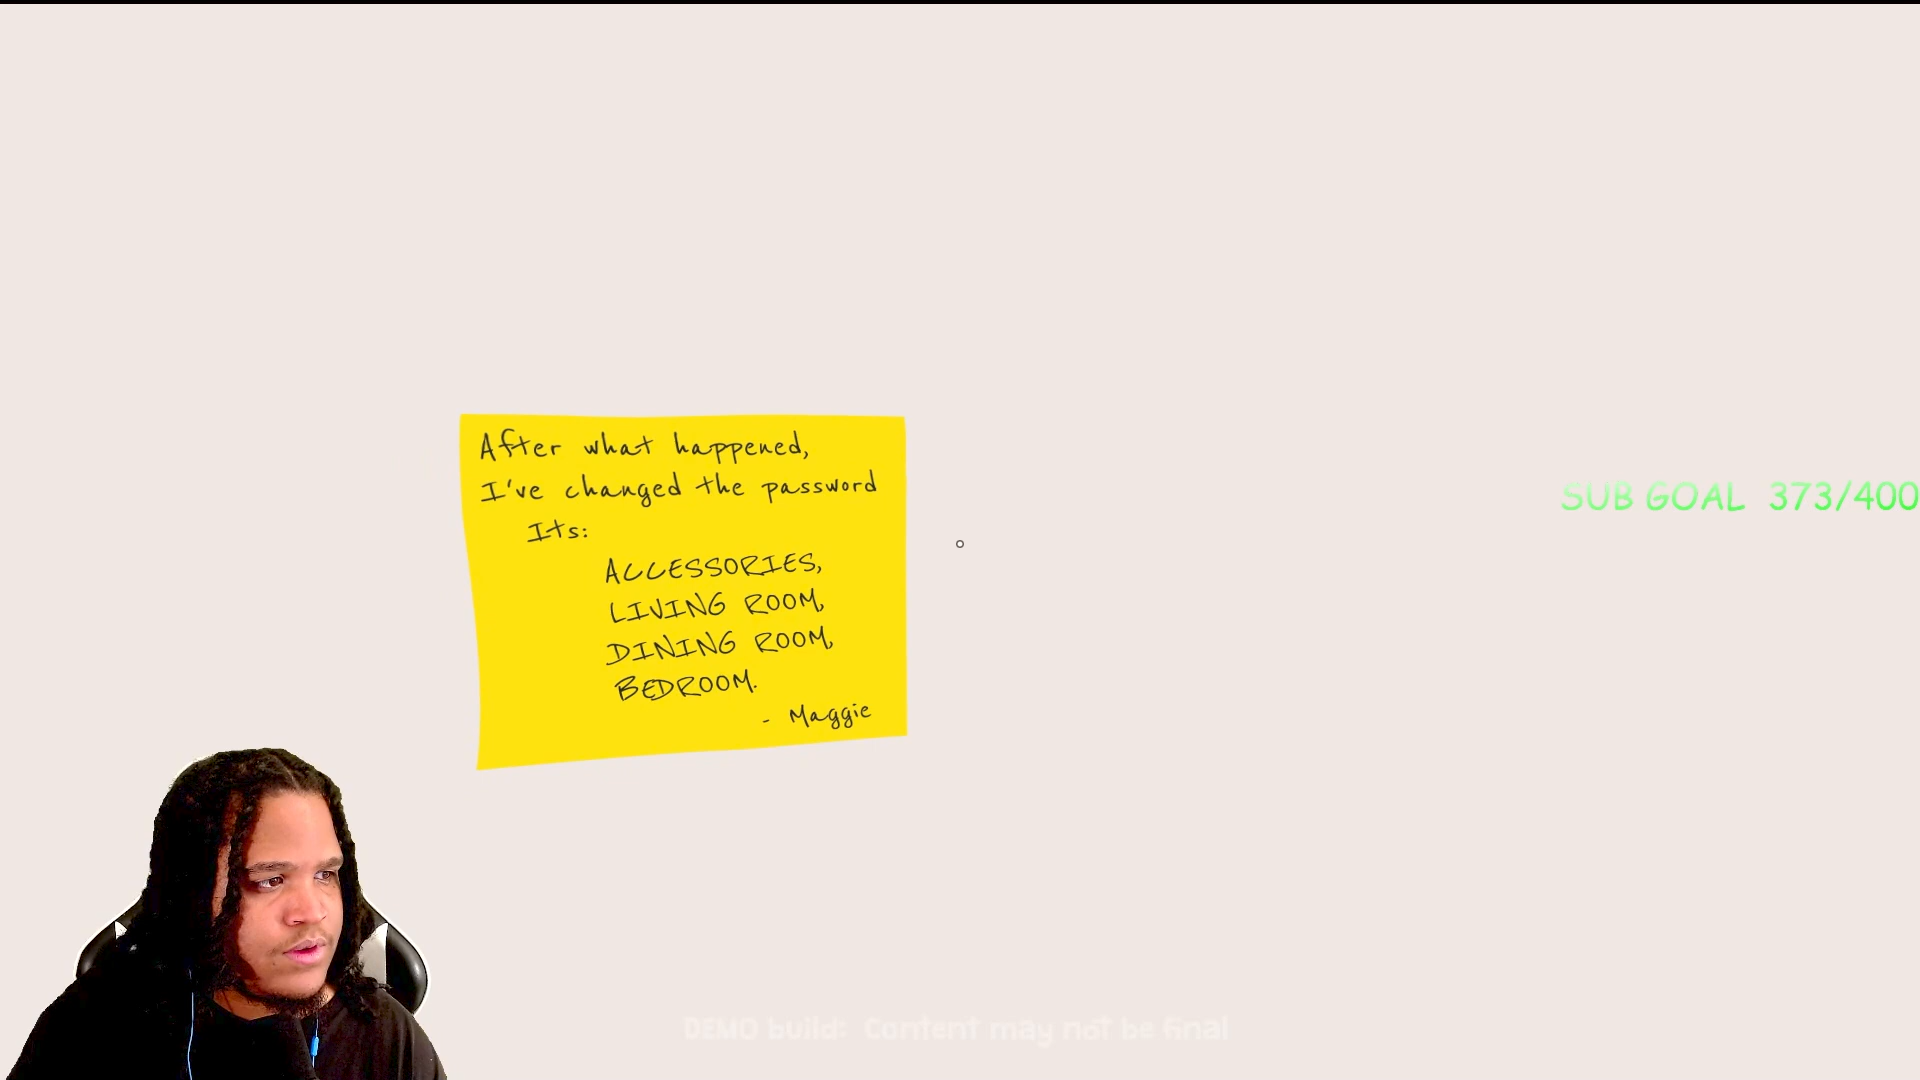 After what happened,
I've changed the password
Its:
ACCESSORIES,
LIVING ROOM,
DINING ROOM,
BEDROOM.
- Maggie
SUB GOAL 373/400
DEMO build: Content may not be final